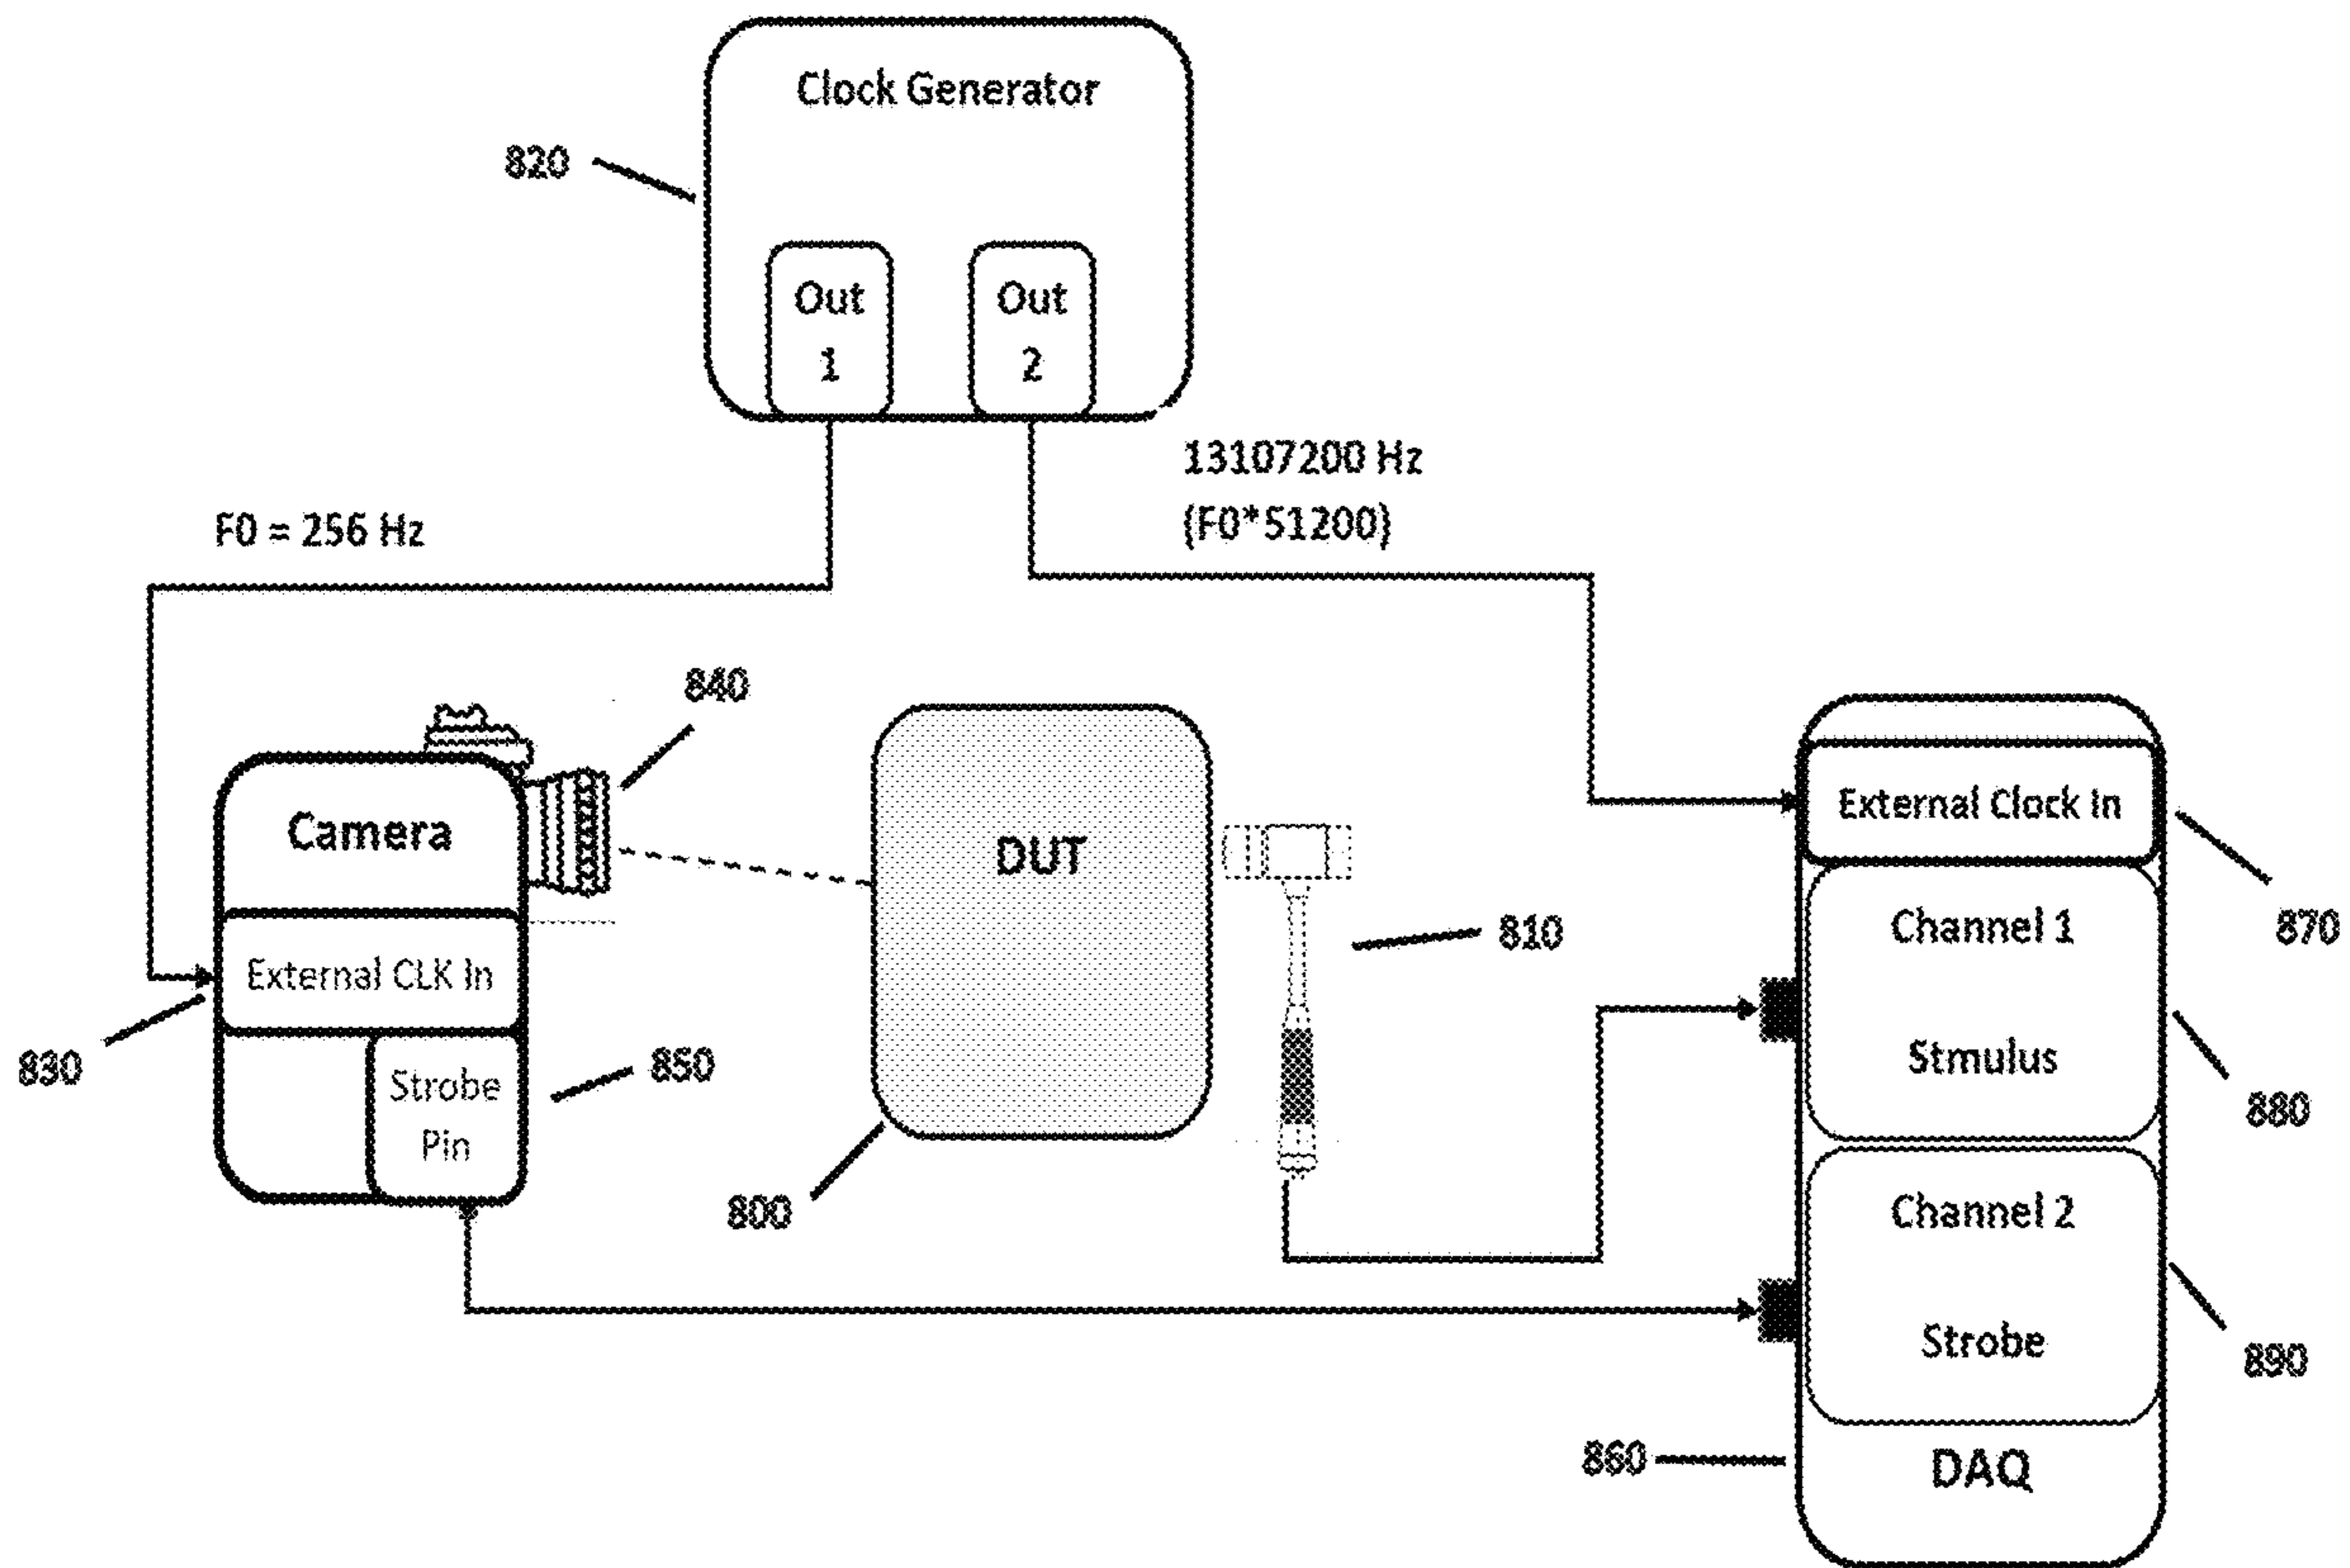 Clock Generator
820
Out
1
Out
2
13107200 Hz
(F0*51200)
F0 = 256 Hz
840
Camera
External CLK In
830
Strobe
Pin
850
DUT
800
810
External Clock In
870
Channel 1
Stmulus
880
Channel 2
Strobe
890
860
DAQ